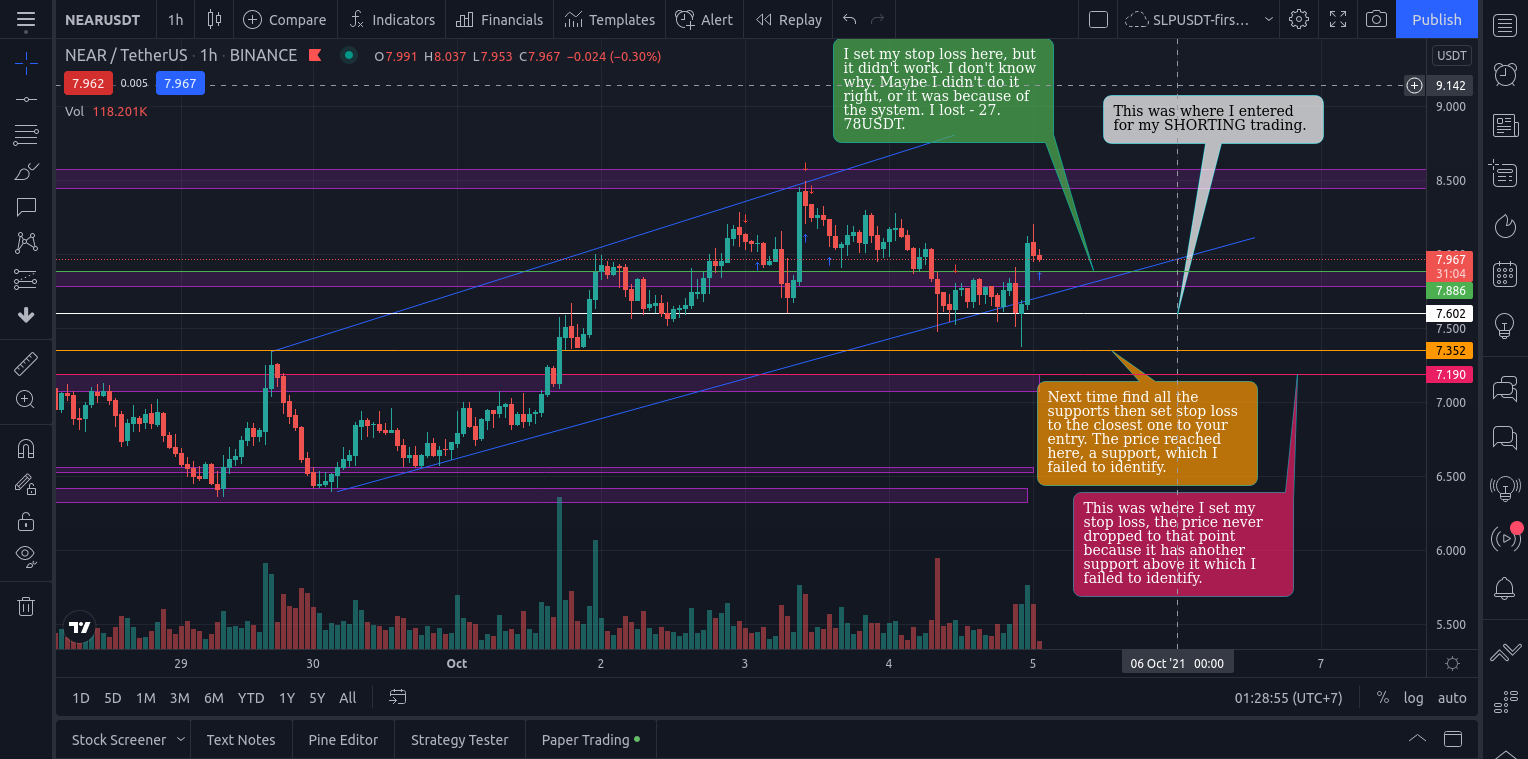 NEARUSDT 1h Compare Indicators Financials Templates Alert Replay SLPUSDT-firs... Publish
NEAR / TetherUS · 1h · BINANCE O7.991 H8.037 L7.953 C7.967 −0.024 (−0.30%) USDT
7.962 0.005 7.967
Vol 118.201K
I set my stop loss here, but
it didn't work. I don't know
why. Maybe I didn't do it
right, or it was because of
the system. I lost - 27.
78USDT.
This was where I entered
for my SHORTING trading.
9.142
9.000
8.500
7.967
31:04
7.886
7.602
7.500
7.352
7.190
7.000
6.500
6.000
5.500
Next time find all the
supports then set stop loss
to the closest one to your
entry. The price reached
here, a support, which I
failed to identify.
This was where I set my
stop loss, the price never
dropped to that point
because it has another
support above it which I
failed to identify.
29 30 Oct 2 3 4 5 06 Oct '21 00:00 7
1D 5D 1M 3M 6M YTD 1Y 5Y All 01:28:55 (UTC+7) % log auto
Stock Screener Text Notes Pine Editor Strategy Tester Paper Trading